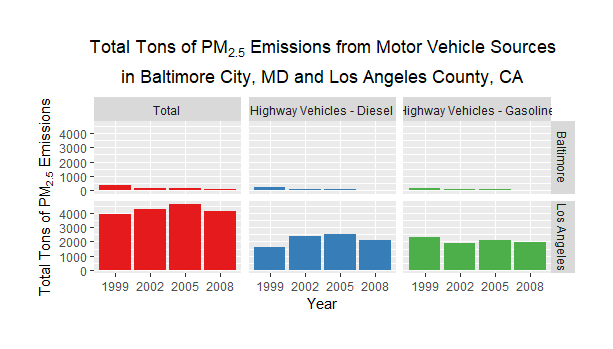 Total Tons of PM2.5 Emissions from Motor Vehicle Sources
in Baltimore City, MD and Los Angeles County, CA
Total
Highway Vehicles - Diesel
Highway Vehicles - Gasoline
Total Tons of PM2.5 Emissions
4000
3000
2000
1000
0
Baltimore
4000
3000
2000
1000
0
Los Angeles
1999 2002 2005 2008
1999 2002 2005 2008
1999 2002 2005 2008
Year